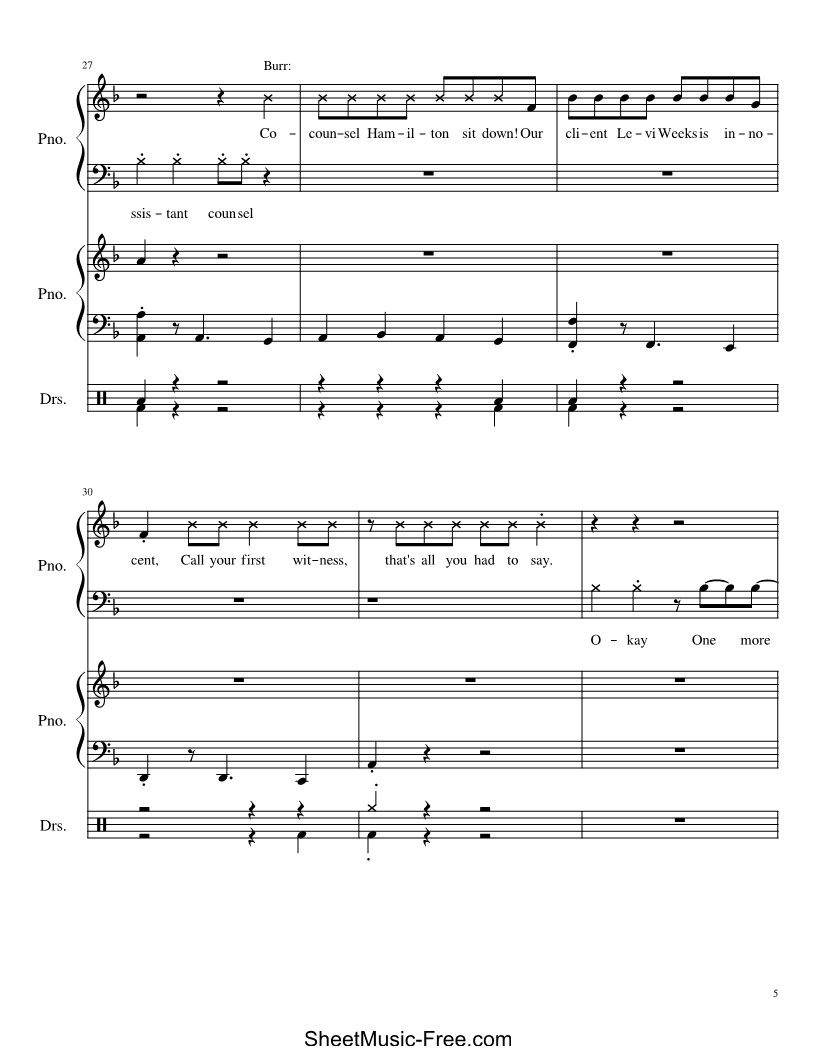 27
Burr:
Pno.
Co - coun-sel Ham-il-ton sit down! Our cli-ent Le-vi Weeks is in-no-
ssis-tant counsel
Pno.
Drs.
30
Pno.
cent, Call your first wit-ness, that's all you had to say.
O-kay One more
Pno.
Drs.
5
SheetMusic-Free.com